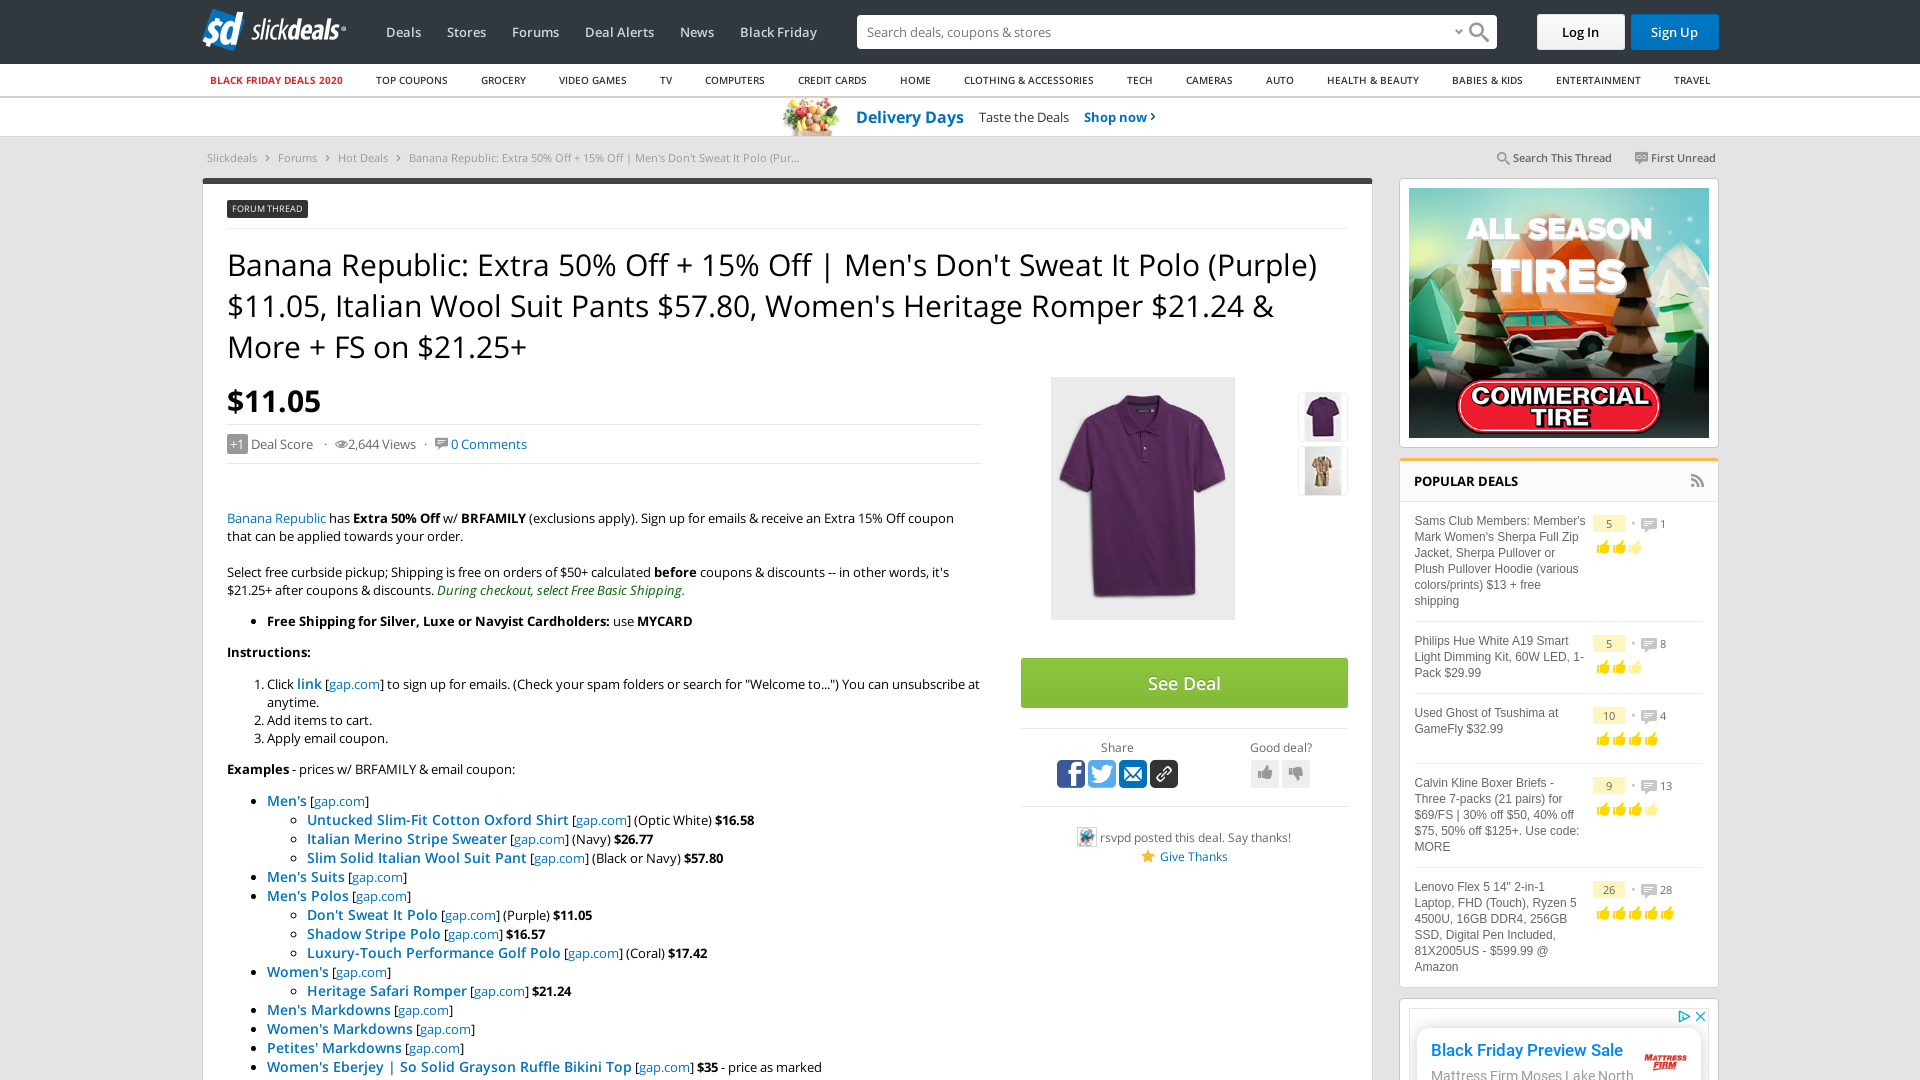 sd slickdeals
Deals Stores Forums Deal Alerts News Black Friday
Search deals, coupons & stores
Log In Sign Up
BLACK FRIDAY DEALS 2020 TOP COUPONS GROCERY VIDEO GAMES TV COMPUTERS CREDIT CARDS HOME CLOTHING & ACCESSORIES TECH CAMERAS AUTO HEALTH & BEAUTY BABIES & KIDS ENTERTAINMENT TRAVEL
Delivery Days Taste the Deals Shop now
Slickdeals Forums Hot Deals Banana Republic: Extra 50% Off + 15% Off | Men's Don't Sweat It Polo (Pur...
Search This Thread First Unread
FORUM THREAD
Banana Republic: Extra 50% Off + 15% Off | Men's Don't Sweat It Polo (Purple)
$11.05, Italian Wool Suit Pants $57.80, Women's Heritage Romper $21.24 &
More + FS on $21.25+
$11.05
+1 Deal Score · 2,644 Views · 0 Comments
Banana Republic has Extra 50% Off w/ BRFAMILY (exclusions apply). Sign up for emails & receive an Extra 15% Off coupon
that can be applied towards your order.
Select free curbside pickup; Shipping is free on orders of $50+ calculated before coupons & discounts -- in other words, it's
$21.25+ after coupons & discounts. During checkout, select Free Basic Shipping.
• Free Shipping for Silver, Luxe or Navyist Cardholders: use MYCARD
Instructions:
1. Click link [gap.com] to sign up for emails. (Check your spam folders or search for "Welcome to...") You can unsubscribe at
anytime.
2. Add items to cart.
3. Apply email coupon.
Examples - prices w/ BRFAMILY & email coupon:
• Men's [gap.com]
◦ Untucked Slim-Fit Cotton Oxford Shirt [gap.com] (Optic White) $16.58
◦ Italian Merino Stripe Sweater [gap.com] (Navy) $26.77
◦ Slim Solid Italian Wool Suit Pant [gap.com] (Black or Navy) $57.80
• Men's Suits [gap.com]
• Men's Polos [gap.com]
◦ Don't Sweat It Polo [gap.com] (Purple) $11.05
◦ Shadow Stripe Polo [gap.com] $16.57
◦ Luxury-Touch Performance Golf Polo [gap.com] (Coral) $17.42
• Women's [gap.com]
◦ Heritage Safari Romper [gap.com] $21.24
• Men's Markdowns [gap.com]
• Women's Markdowns [gap.com]
• Petites' Markdowns [gap.com]
• Women's Eberjey | So Solid Grayson Ruffle Bikini Top [gap.com] $35 - price as marked
See Deal
Share Good deal?
rsvpd posted this deal. Say thanks!
Give Thanks
ALL SEASON
TIRES
COMMERCIAL
TIRE
POPULAR DEALS
Sams Club Members: Member's
Mark Women's Sherpa Full Zip
Jacket, Sherpa Pullover or
Plush Pullover Hoodie (various
colors/prints) $13 + free
shipping
5 • 1
Philips Hue White A19 Smart
Light Dimming Kit, 60W LED, 1-
Pack $29.99
5 • 8
Used Ghost of Tsushima at
GameFly $32.99
10 • 4
Calvin Kline Boxer Briefs -
Three 7-packs (21 pairs) for
$69/FS | 30% off $50, 40% off
$75, 50% off $125+. Use code:
MORE
9 • 13
Lenovo Flex 5 14" 2-in-1
Laptop, FHD (Touch), Ryzen 5
4500U, 16GB DDR4, 256GB
SSD, Digital Pen Included,
81X2005US - $599.99 @
Amazon
26 • 28
Black Friday Preview Sale
MATTRESS FIRM
Mattress Firm Moses Lake North